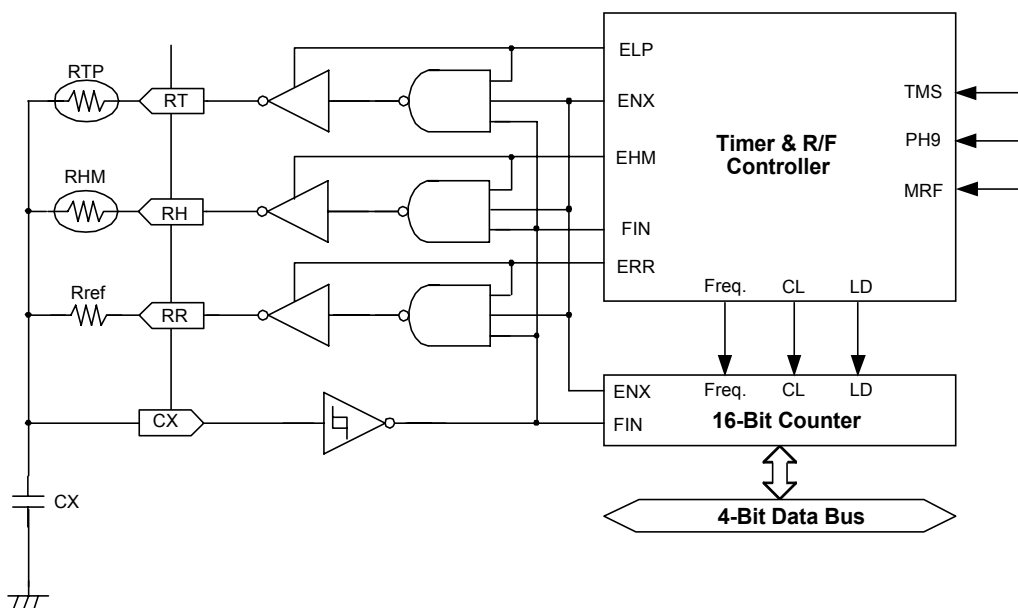 RTP
RT
RHM
RH
Rref
RR
CX
CX
ELP
ENX
EHM
FIN
ERR
Timer & R/F
Controller
TMS
PH9
MRF
Freq. CL LD
ENX
FIN
Freq. CL LD
16-Bit Counter
4-Bit Data Bus